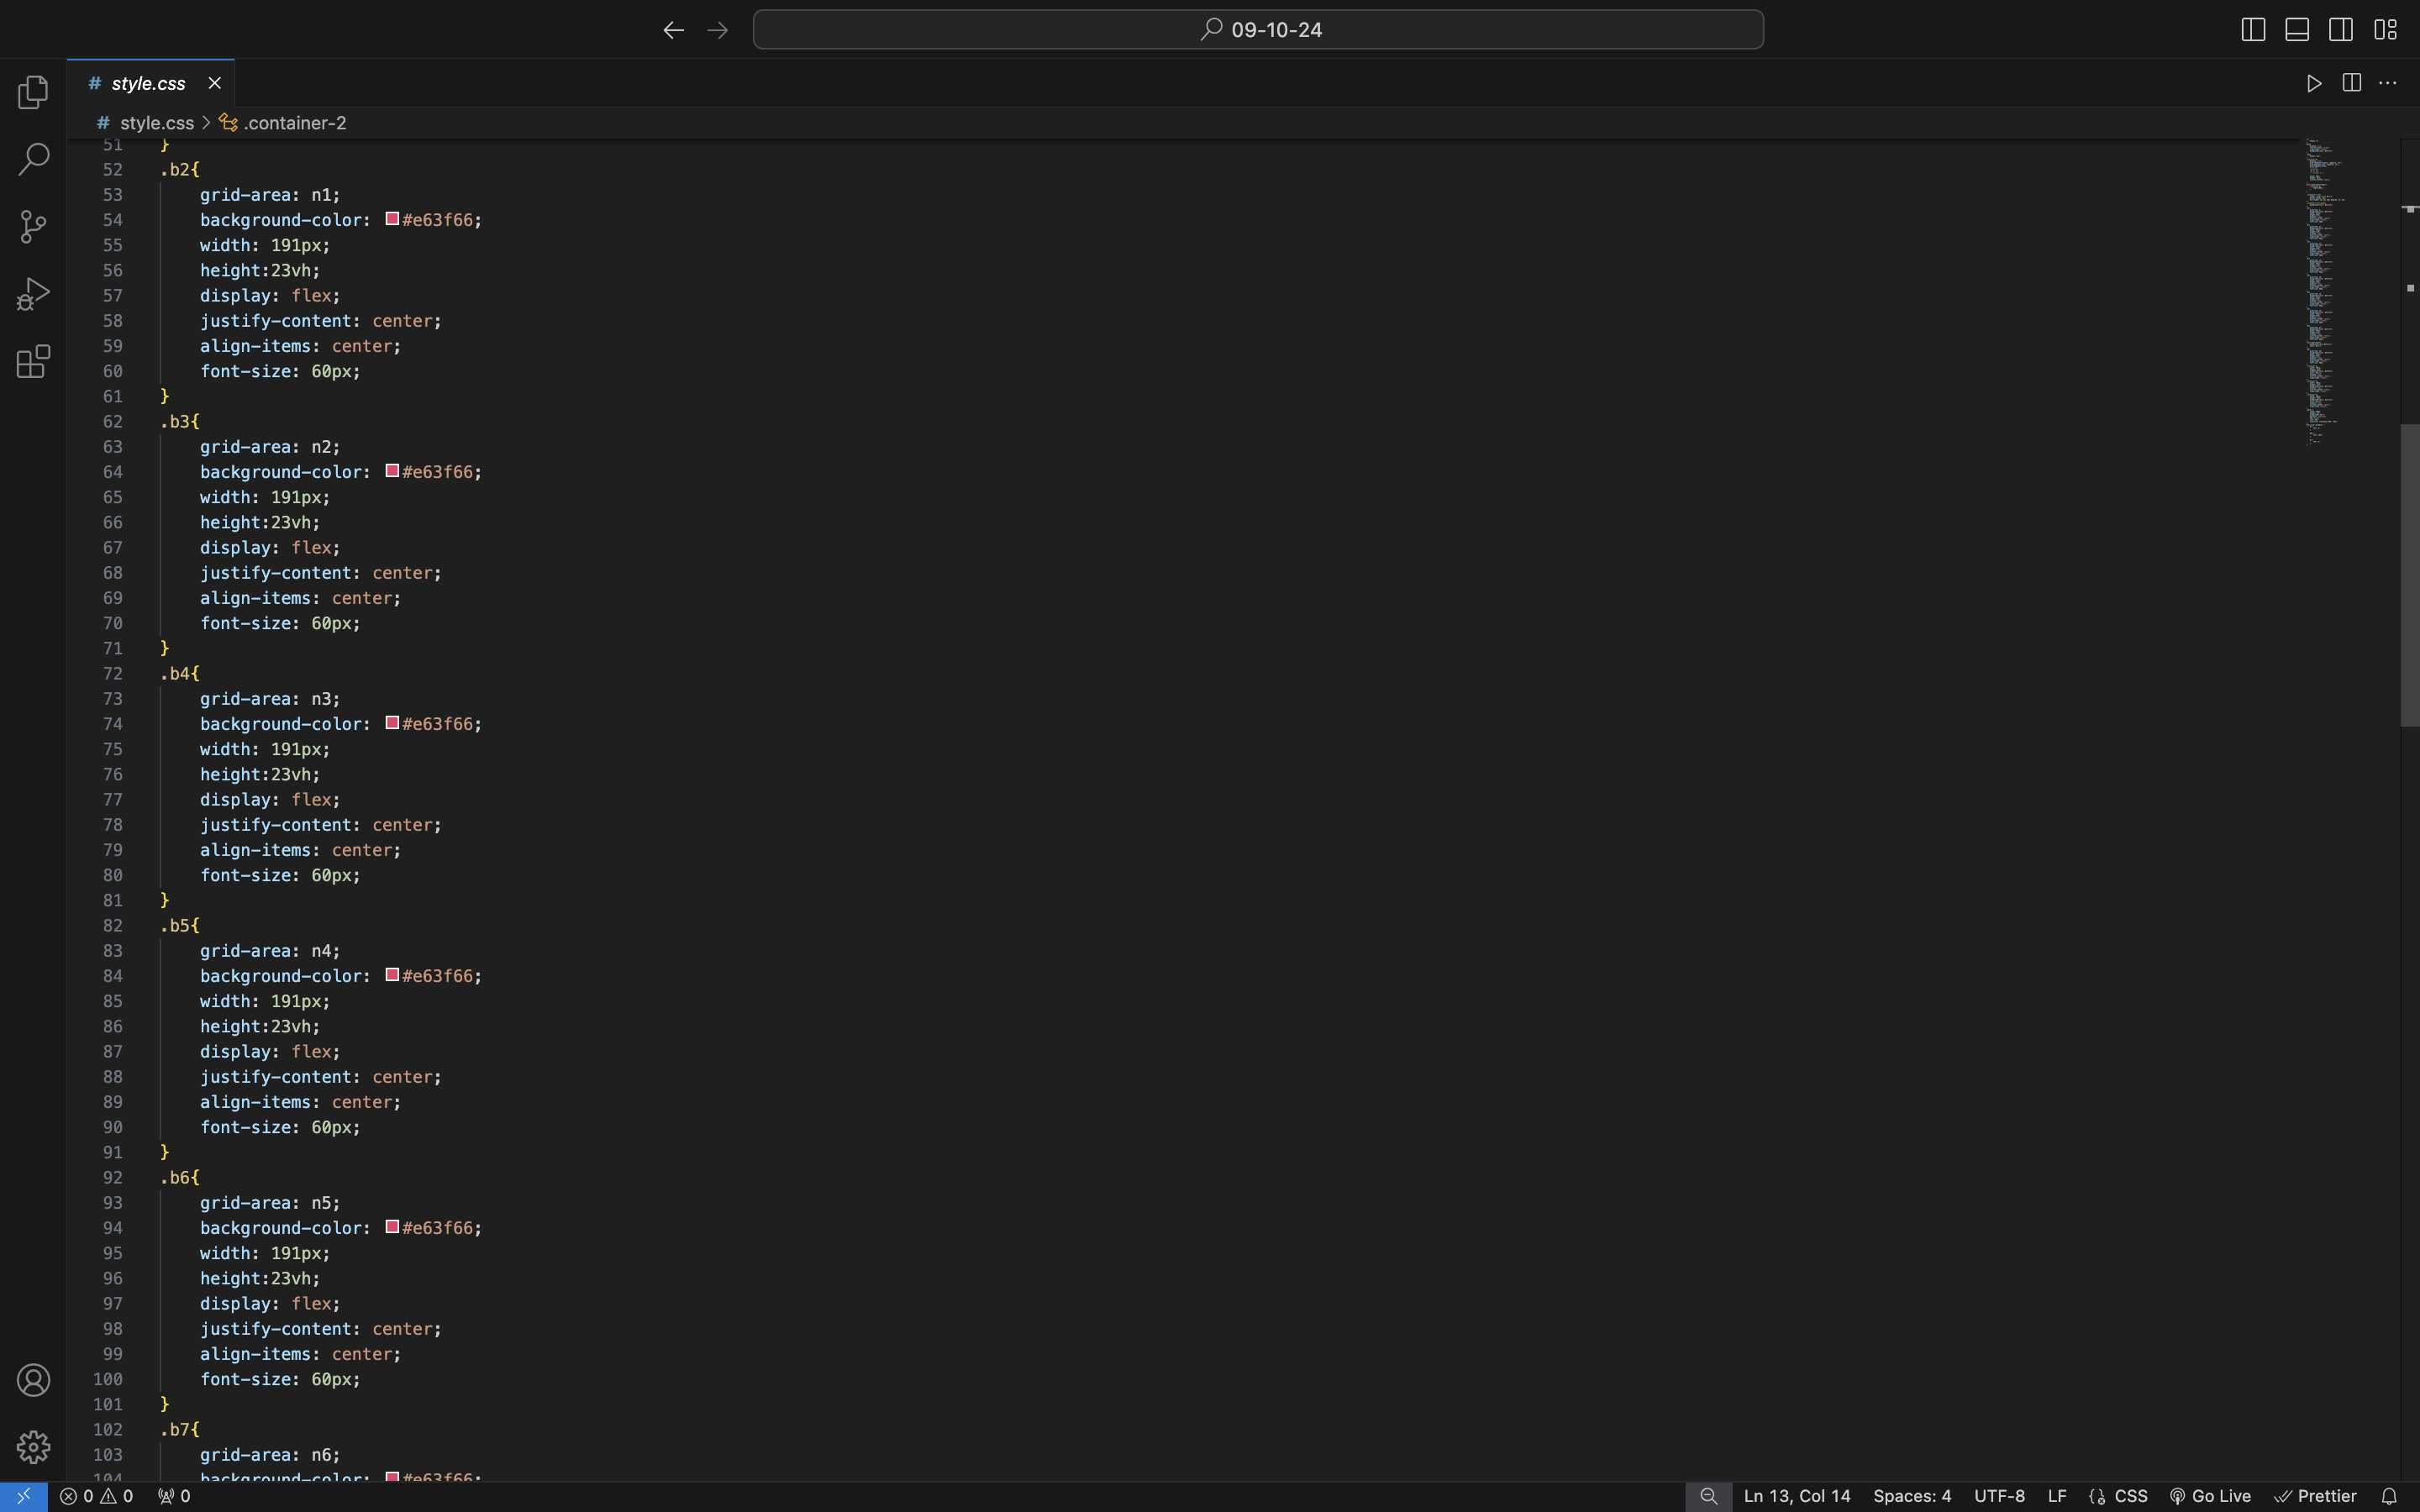 09-10-24
# style.css
# style.css > .container-2
51 }
52 .b2{
53     grid-area: n1;
54     background-color: #e63f66;
55     width: 191px;
56     height:23vh;
57     display: flex;
58     justify-content: center;
59     align-items: center;
60     font-size: 60px;
61 }
62 .b3{
63     grid-area: n2;
64     background-color: #e63f66;
65     width: 191px;
66     height:23vh;
67     display: flex;
68     justify-content: center;
69     align-items: center;
70     font-size: 60px;
71 }
72 .b4{
73     grid-area: n3;
74     background-color: #e63f66;
75     width: 191px;
76     height:23vh;
77     display: flex;
78     justify-content: center;
79     align-items: center;
80     font-size: 60px;
81 }
82 .b5{
83     grid-area: n4;
84     background-color: #e63f66;
85     width: 191px;
86     height:23vh;
87     display: flex;
88     justify-content: center;
89     align-items: center;
90     font-size: 60px;
91 }
92 .b6{
93     grid-area: n5;
94     background-color: #e63f66;
95     width: 191px;
96     height:23vh;
97     display: flex;
98     justify-content: center;
99     align-items: center;
100     font-size: 60px;
101 }
102 .b7{
103     grid-area: n6;
104     background-color: #e63f66;
0 0 0 Ln 13, Col 14 Spaces: 4 UTF-8 LF CSS Go Live Prettier